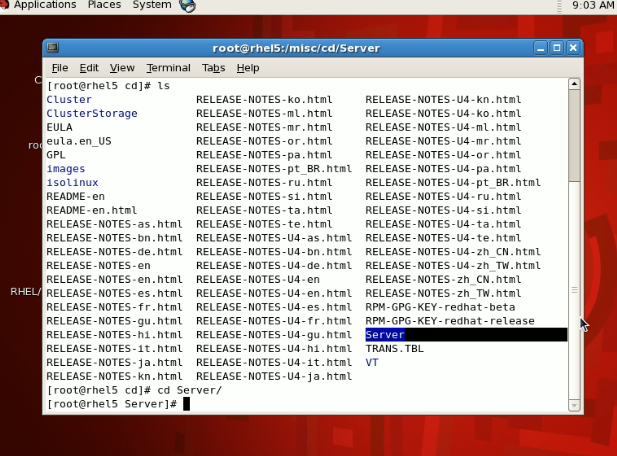 Applications Places System 9:03 AM
root@rhel5:/misc/cd/Server
File Edit View Terminal Tabs Help
[root@rhel5 cd]# ls
Cluster RELEASE-NOTES-ko.html RELEASE-NOTES-U4-kn.html
ClusterStorage RELEASE-NOTES-ml.html RELEASE-NOTES-U4-ko.html
EULA RELEASE-NOTES-mr.html RELEASE-NOTES-U4-ml.html
eula.en_US RELEASE-NOTES-or.html RELEASE-NOTES-U4-mr.html
GPL RELEASE-NOTES-pa.html RELEASE-NOTES-U4-or.html
images RELEASE-NOTES-pt_BR.html RELEASE-NOTES-U4-pa.html
isolinux RELEASE-NOTES-ru.html RELEASE-NOTES-U4-pt_BR.html
README-en RELEASE-NOTES-si.html RELEASE-NOTES-U4-ru.html
README-en.html RELEASE-NOTES-ta.html RELEASE-NOTES-U4-si.html
RELEASE-NOTES-as.html RELEASE-NOTES-te.html RELEASE-NOTES-U4-ta.html
RELEASE-NOTES-bn.html RELEASE-NOTES-U4-as.html RELEASE-NOTES-U4-te.html
RELEASE-NOTES-de.html RELEASE-NOTES-U4-bn.html RELEASE-NOTES-U4-zh_CN.html
RELEASE-NOTES-en RELEASE-NOTES-U4-de.html RELEASE-NOTES-U4-zh_TW.html
RELEASE-NOTES-en.html RELEASE-NOTES-U4-en RELEASE-NOTES-zh_CN.html
RELEASE-NOTES-es.html RELEASE-NOTES-U4-en.html RELEASE-NOTES-zh_TW.html
RELEASE-NOTES-fr.html RELEASE-NOTES-U4-es.html RPM-GPG-KEY-redhat-beta
RELEASE-NOTES-gu.html RELEASE-NOTES-U4-fr.html RPM-GPG-KEY-redhat-release
RELEASE-NOTES-hi.html RELEASE-NOTES-U4-gu.html Server
RELEASE-NOTES-it.html RELEASE-NOTES-U4-hi.html TRANS.TBL
RELEASE-NOTES-ja.html RELEASE-NOTES-U4-it.html VT
RELEASE-NOTES-kn.html RELEASE-NOTES-U4-ja.html
[root@rhel5 cd]# cd Server/
[root@rhel5 Server]#
C
roo
RHEL/